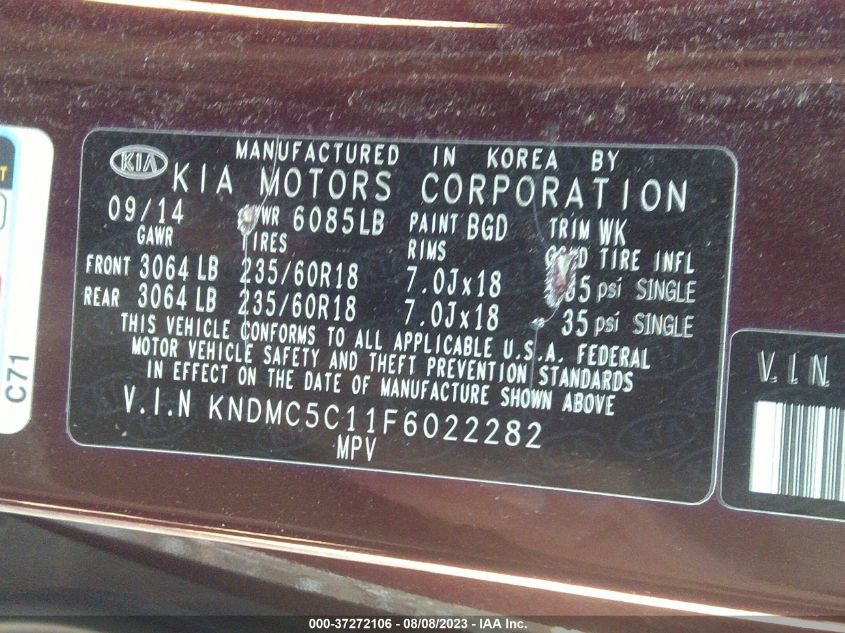 MANUFACTURED IN KOREA BY
KIA KIA MOTORS CORPORATION
09/14 6085LB PAINT BGD TRIM WK
GAWR RIMS TIRE INFL
FRONT 3064 LB 235/60R18 7.0Jx18 psi SINGLE
REAR 3064 LB 235/60R18 7.0Jx18 35 psi SINGLE
THIS VEHICLE CONFORMS TO ALL APPLICABLE U.S.A. FEDERAL
MOTOR VEHICLE SAFETY AND THEFT PREVENTION STANDARDS
IN EFFECT ON THE DATE OF MANUFACTURE SHOWN ABOVE
V.I.N KNDMC5C11F6022282
MPV
C71
V.I.N
000-37272106 - 08/08/2023 - IAA Inc.